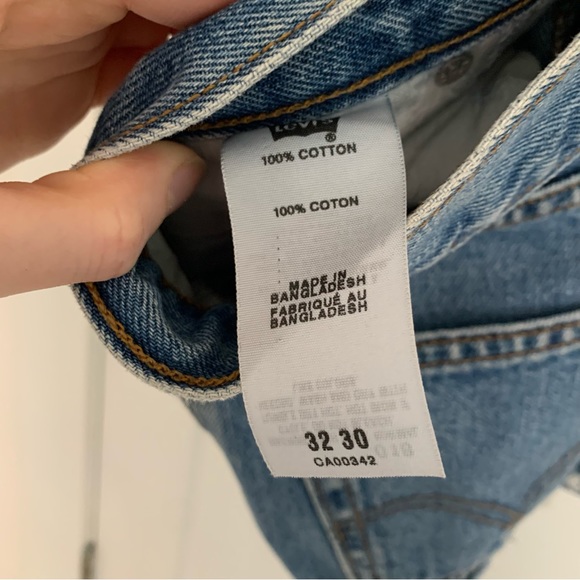 Levi's
®
100% COTTON
100% COTON
MADE IN
BANGLADESH
FABRIQUÉ AU
BANGLADESH
32 30
CA00342